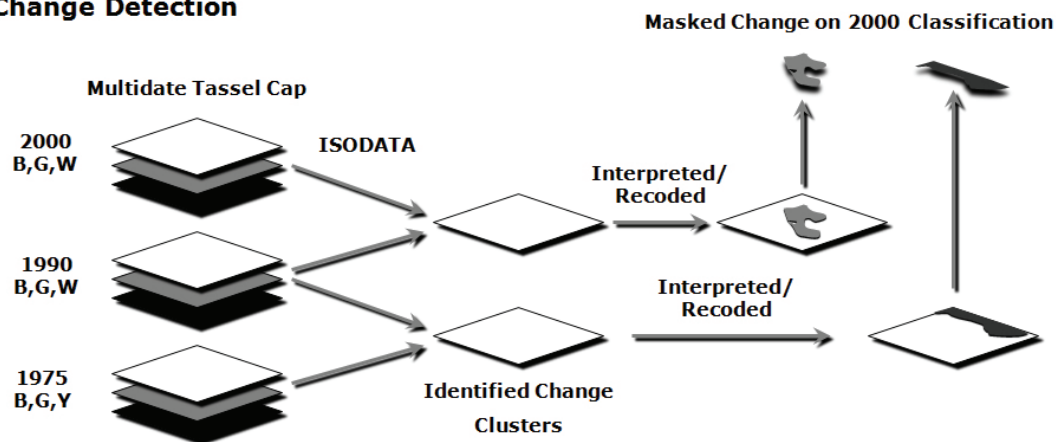 Change Detection
Masked Change on 2000 Classification
Multidate Tassel Cap
2000
B,G,W
ISODATA
Interpreted/
Recoded
1990
B,G,W
Interpreted/
Recoded
1975
B,G,Y
Identified Change
Clusters